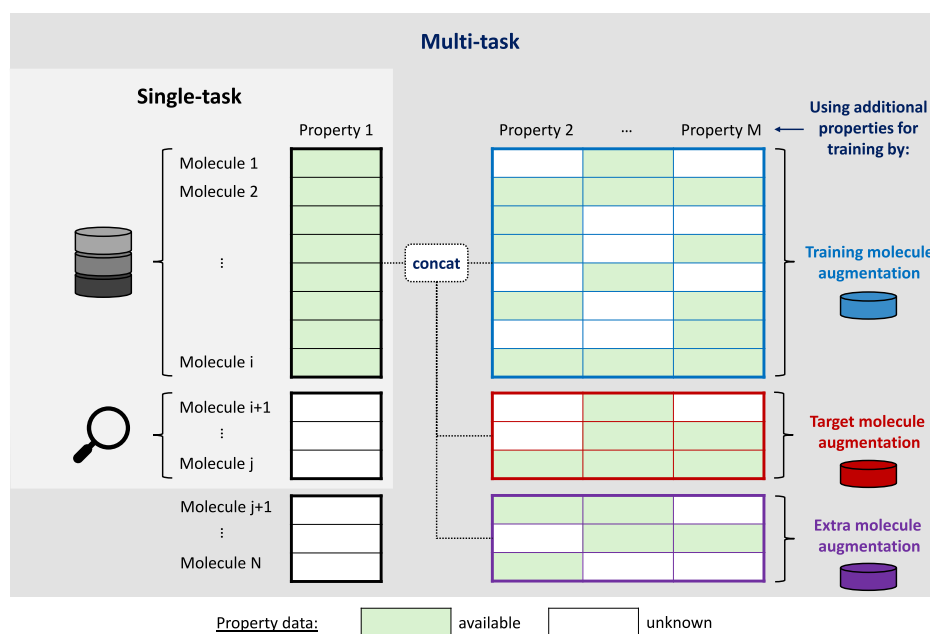 Multi-task
Single-task
Property 1
Property 2
...
Property M
Using additional
properties for
training by:
Molecule 1
Molecule 2
⋮
Molecule i
concat
Training molecule
augmentation
Molecule i+1
⋮
Molecule j
Target molecule
augmentation
Molecule j+1
⋮
Molecule N
Extra molecule
augmentation
Property data:
available
unknown